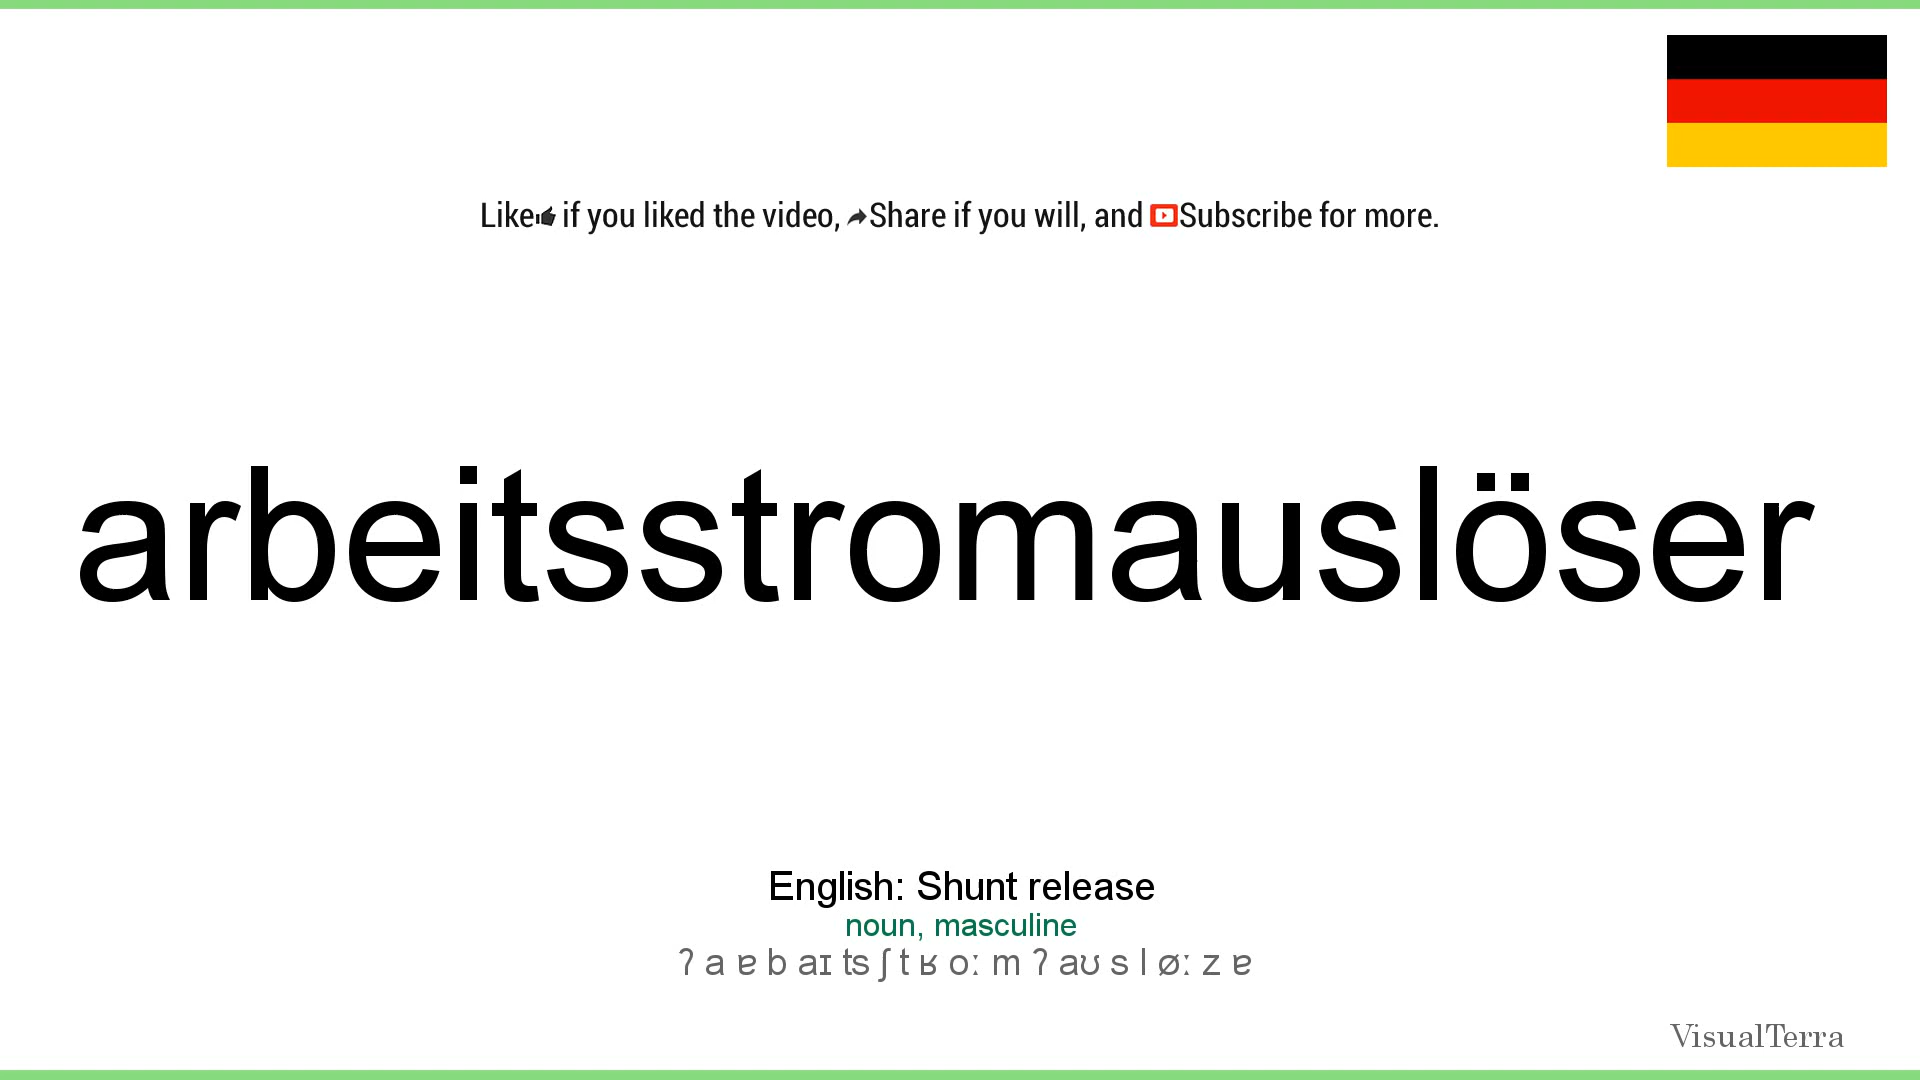 Like if you liked the video, Share if you will, and Subscribe for more.
arbeitsstromauslöser
English: Shunt release
noun, masculine
ʔ a ɐ b aɪ ʦ ʃ t ʁ oː m ʔ aʊ s l øː z ɐ
VisualTerra